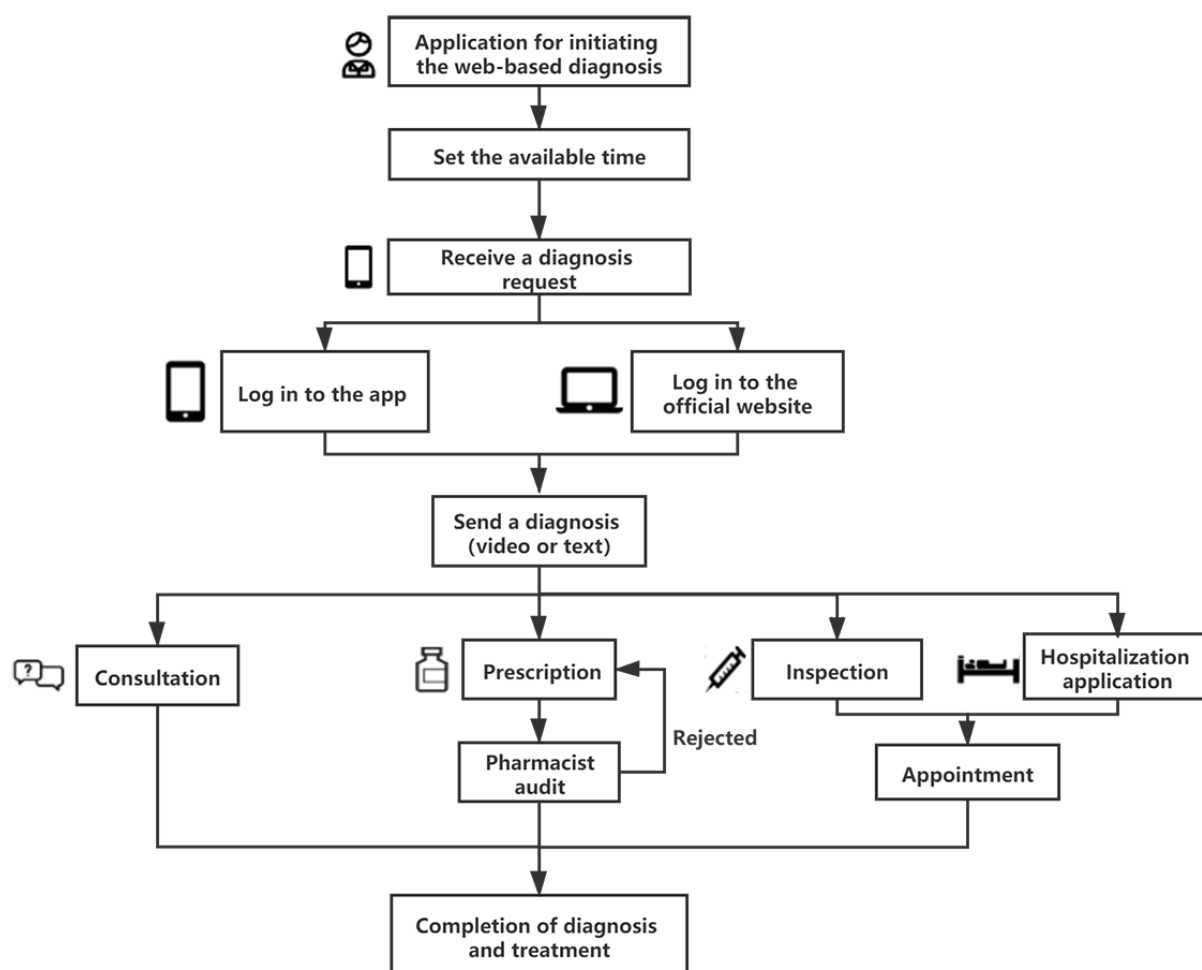 Application for initiating
the web-based diagnosis
Set the available time
Receive a diagnosis
request
Log in to the app
Log in to the
official website
Send a diagnosis
(video or text)
?
Consultation
Prescription
Inspection
Hospitalization
application
Rejected
Pharmacist
audit
Appointment
Completion of diagnosis
and treatment